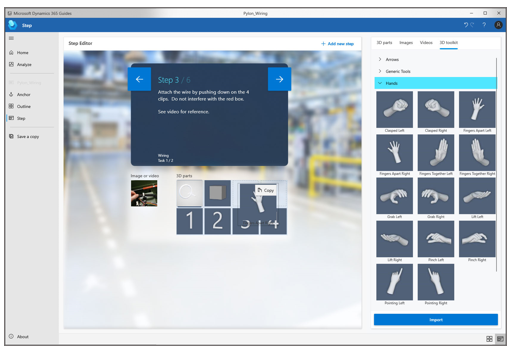 Microsoft Dynamics 365 Guides
Pylon_Wiring
Step
Home
Analyze
Anchor
Outline
Step
Save a copy
About
Step Editor
+ Add new step
Step 3 / 6
Attach the wire by pushing down on the 4
clips. Do not interfere with the red box.
See video for reference.
Wiring
Task 1 / 3
Image or video
3D parts
Copy
1 2 3 4
3D parts Images Videos 3D toolkit
Arrows
Generic Tools
Hands
Clasped Left Clasped Right Fingers Apart Left
Fingers Apart Right Fingers Together Left Fingers Together Right
Grab Left Grab Right Lift Left
Lift Right Pinch Left Pinch Right
Pointing Left Pointing Right
Import